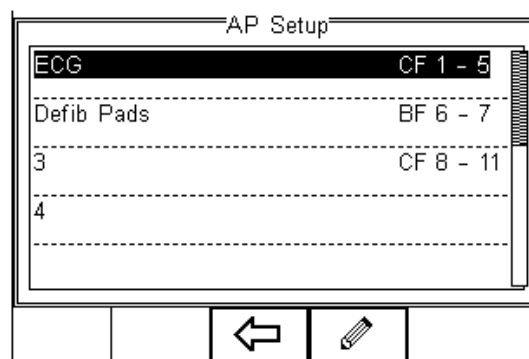 AP Setup
ECG CF 1 - 5
Defib Pads BF 6 - 7
3 CF 8 - 11
4